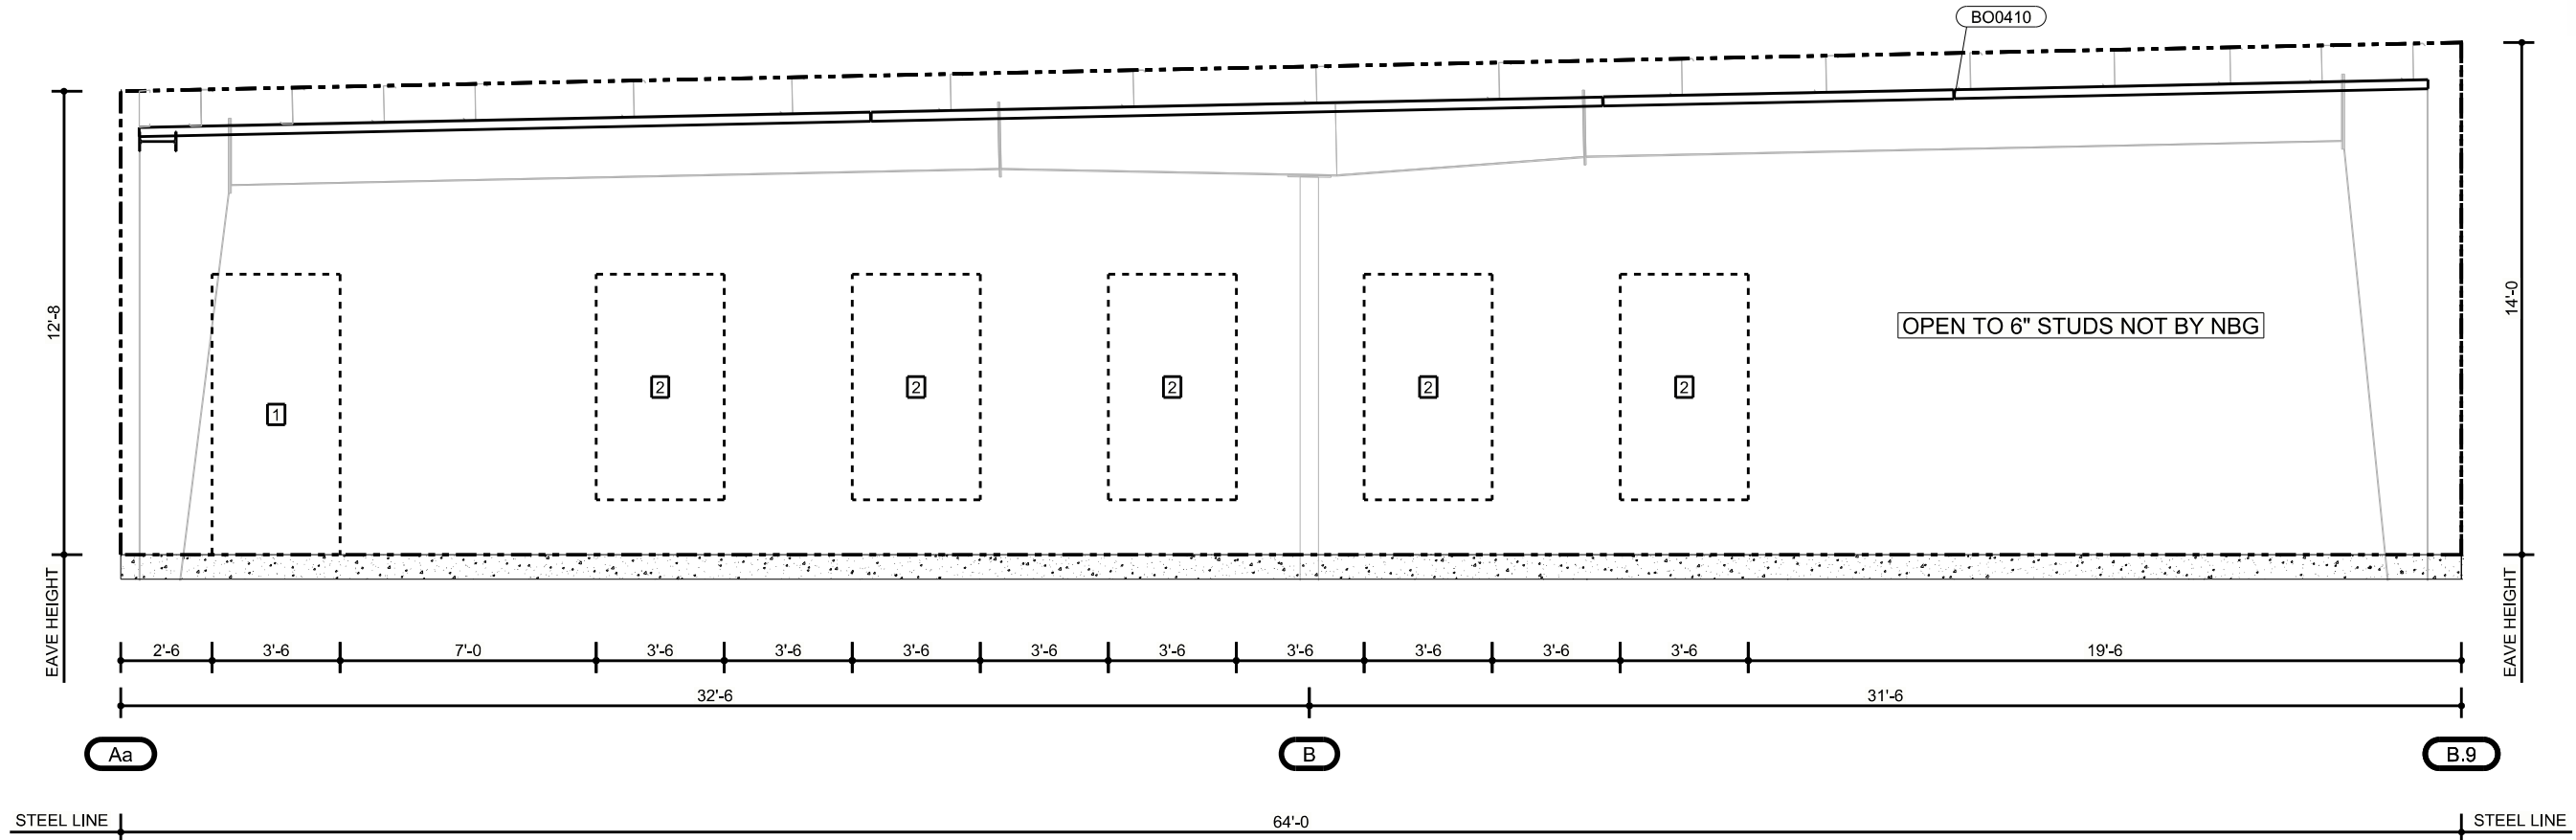 BO0410
12'-8
14'-0
OPEN TO 6" STUDS NOT BY NBG
1
2
2
2
2
2
EAVE HEIGHT
EAVE HEIGHT
2'-6
3'-6
7'-0
3'-6
3'-6
3'-6
3'-6
3'-6
3'-6
3'-6
3'-6
3'-6
19'-6
32'-6
31'-6
Aa
B
B.9
STEEL LINE
64'-0
STEEL LINE